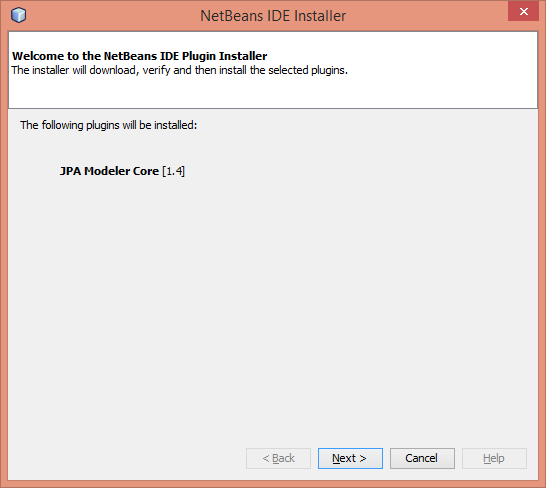 NetBeans IDE Installer
Welcome to the NetBeans IDE Plugin Installer
The installer will download, verify and then install the selected plugins.
The following plugins will be installed:
JPA Modeler Core [1.4]
< Back Next > Cancel Help